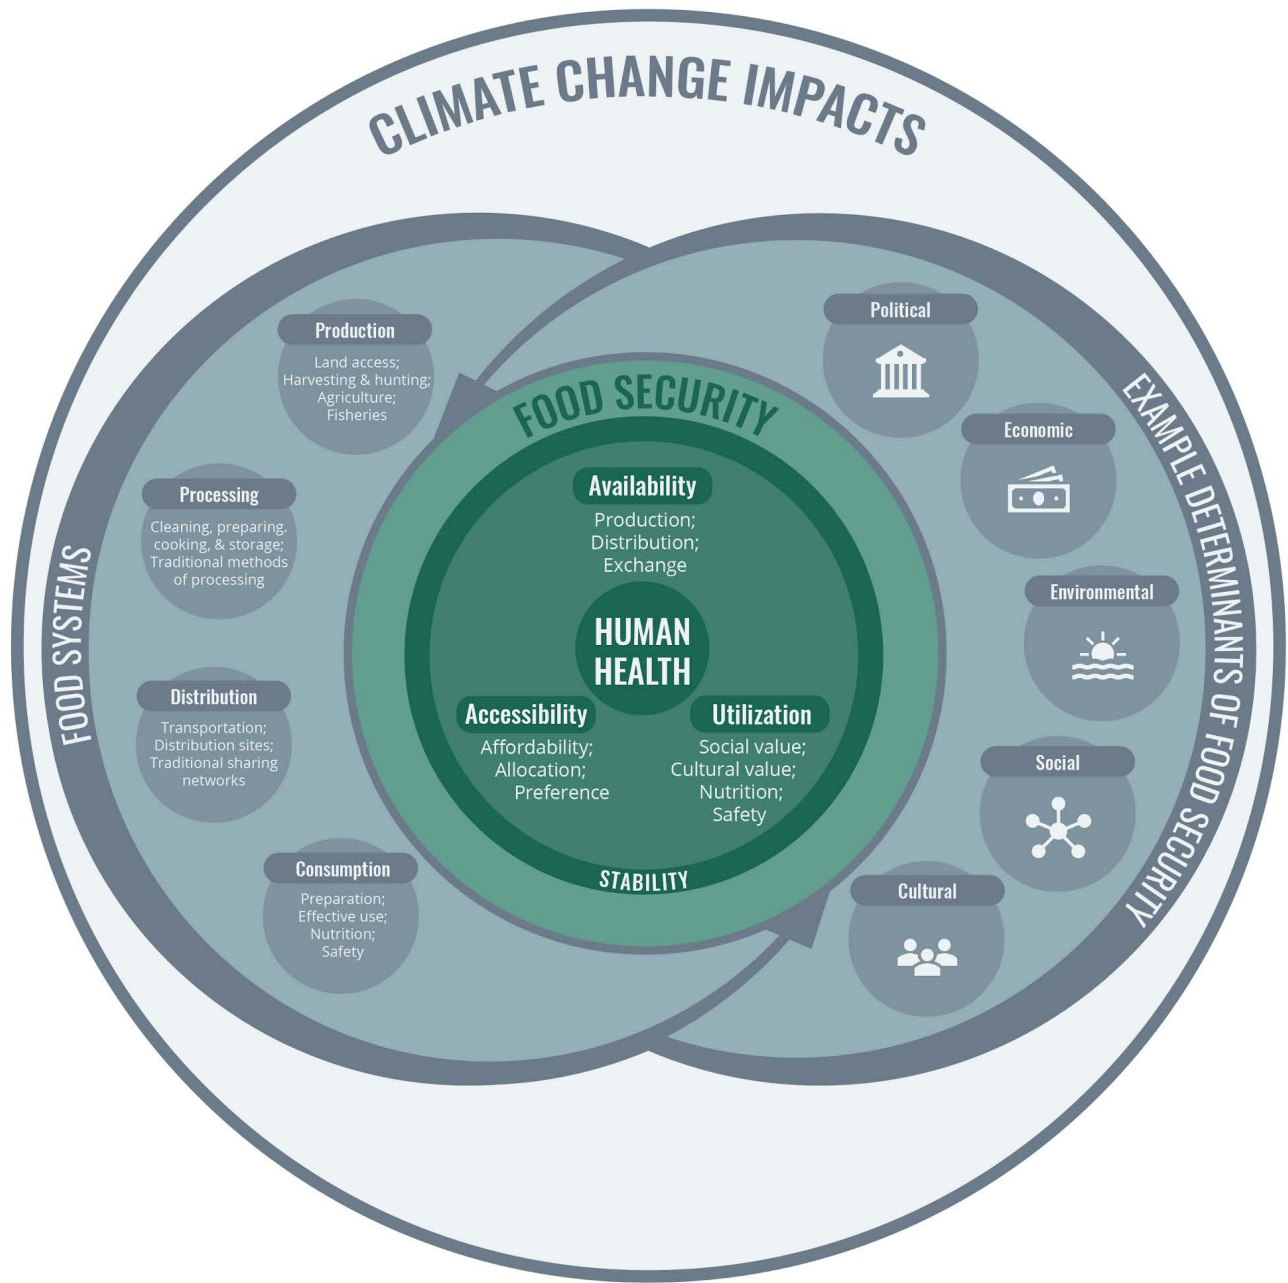 CLIMATE CHANGE IMPACTS
FOOD SYSTEMS
Production
Land access;
Harvesting & hunting;
Agriculture;
Fisheries
Processing
Cleaning, preparing.
cooking, & storage;
Traditional methods
of processing
Distribution
Transportation;
Distribution sites;
Traditional sharing
networks
Consumption
Preparation;
Effective use;
Nutrition;
Safety
FOOD SECURITY
Availability
Production;
Distribution;
Exchange
HUMAN
HEALTH
Accessibility
Affordability;
Allocation;
Preference
Utilization
Social value;
Cultural value;
Nutrition;
Safety
STABILITY
EXAMPLE DETERMINANTS OF FOOD SECURITY
Political
Economic
Environmental
Social
Cultural